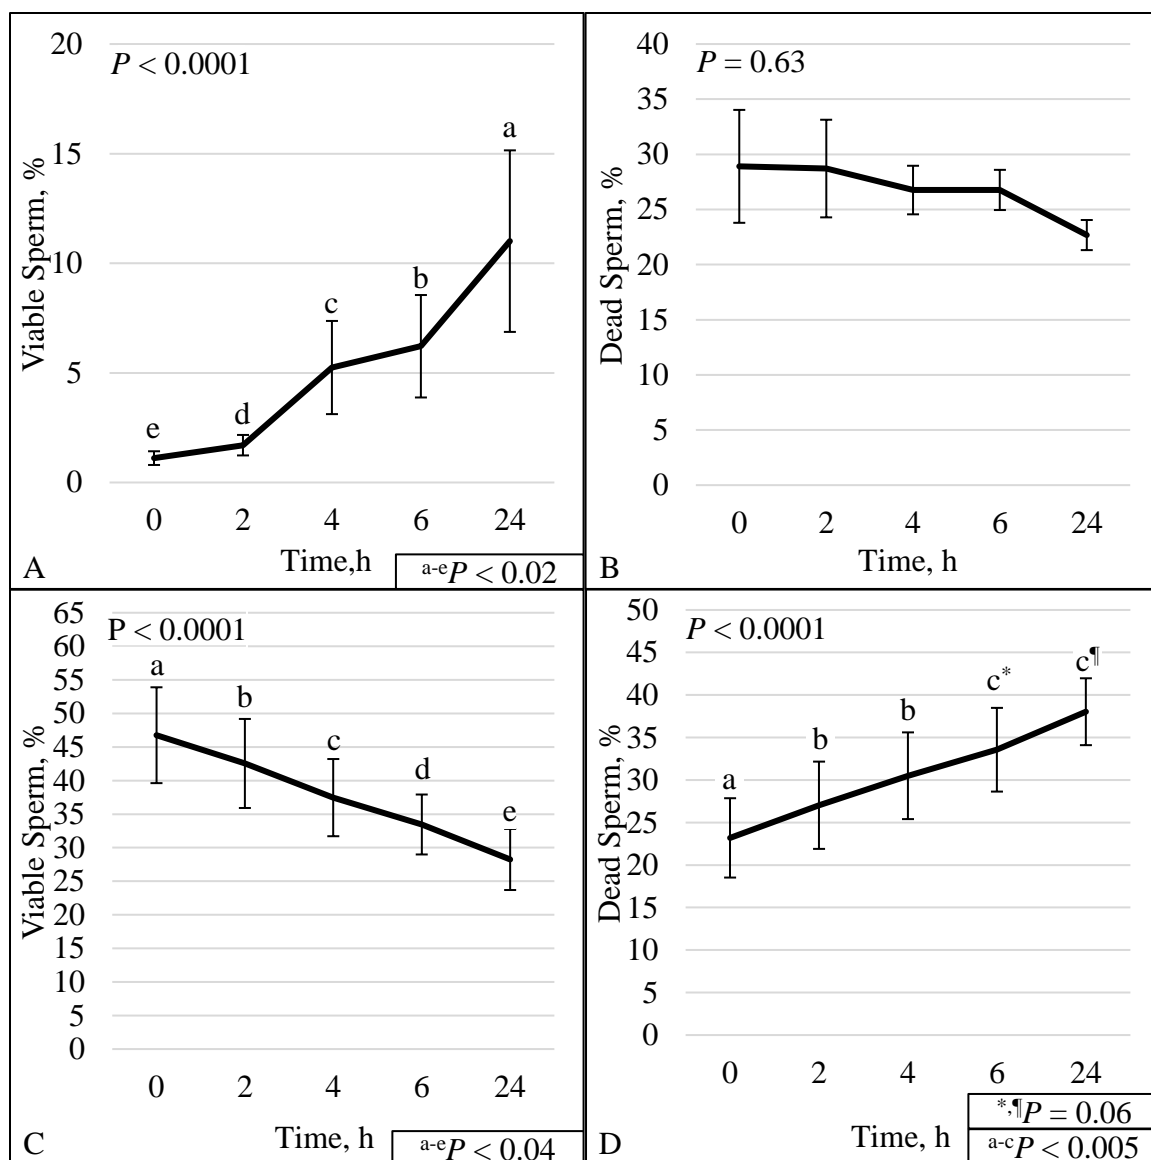 P < 0.0001
Viable Sperm, %
20
15
10
5
0
e
d
c
b
a
0 2 4 6 24
Time,h
A
a-eP < 0.02
P = 0.63
Dead Sperm, %
40
35
30
25
20
15
10
5
0
0 2 4 6 24
Time, h
B
P < 0.0001
Viable Sperm, %
65
60
55
50
45
40
35
30
25
20
15
10
5
0
a
b
c
d
e
0 2 4 6 24
Time, h
C
a-eP < 0.04
P < 0.0001
Dead Sperm, %
50
45
40
35
30
25
20
15
10
5
0
a
b
b
c*
c¶
0 2 4 6 24
Time, h
D
*,¶P = 0.06
a-cP < 0.005